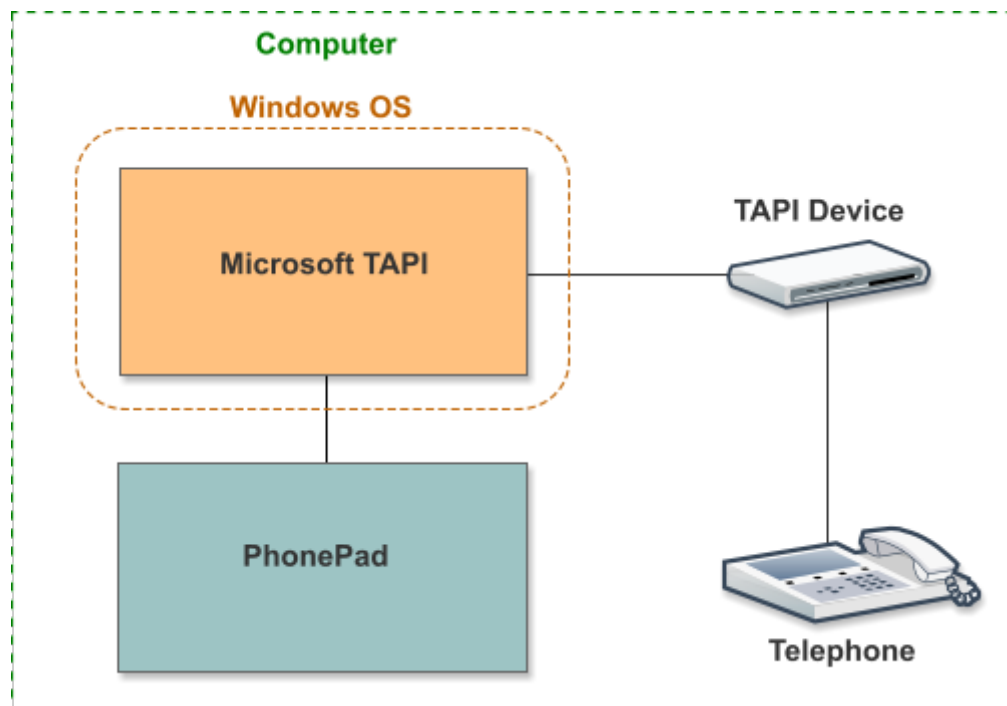 Computer
Windows OS
Microsoft TAPI
TAPI Device
PhonePad
Telephone